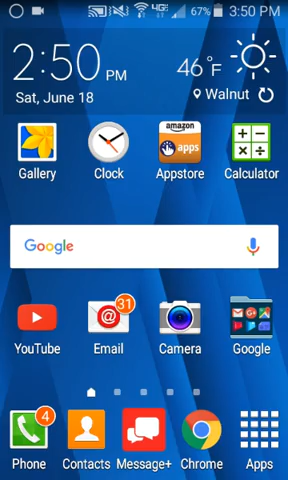 4G 67% 3:50 PM
2:50 PM
46°F
Sat, June 18
Walnut
amazon
apps
Gallery Clock Appstore Calculator
Google
31
YouTube Email Camera Google
4
Phone Contacts Message+ Chrome Apps